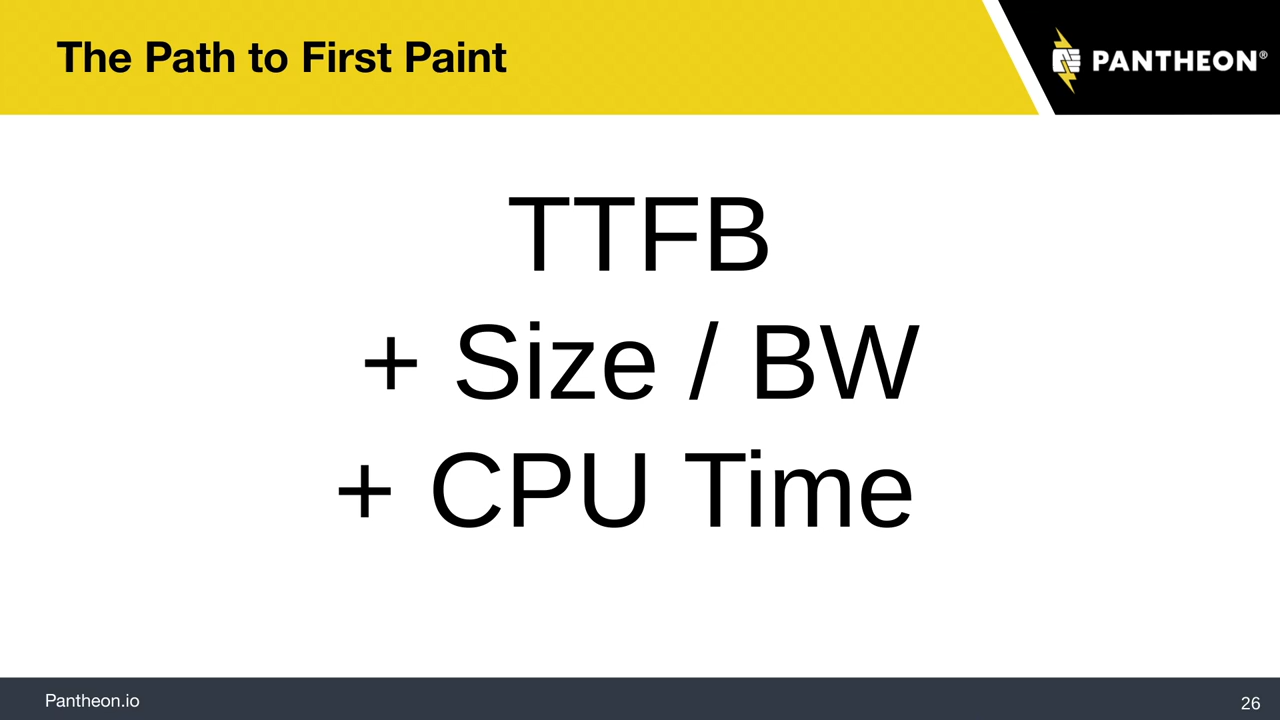 The Path to First Paint
PANTHEON®
TTFB
+ Size / BW
+ CPU Time
Pantheon.io
26